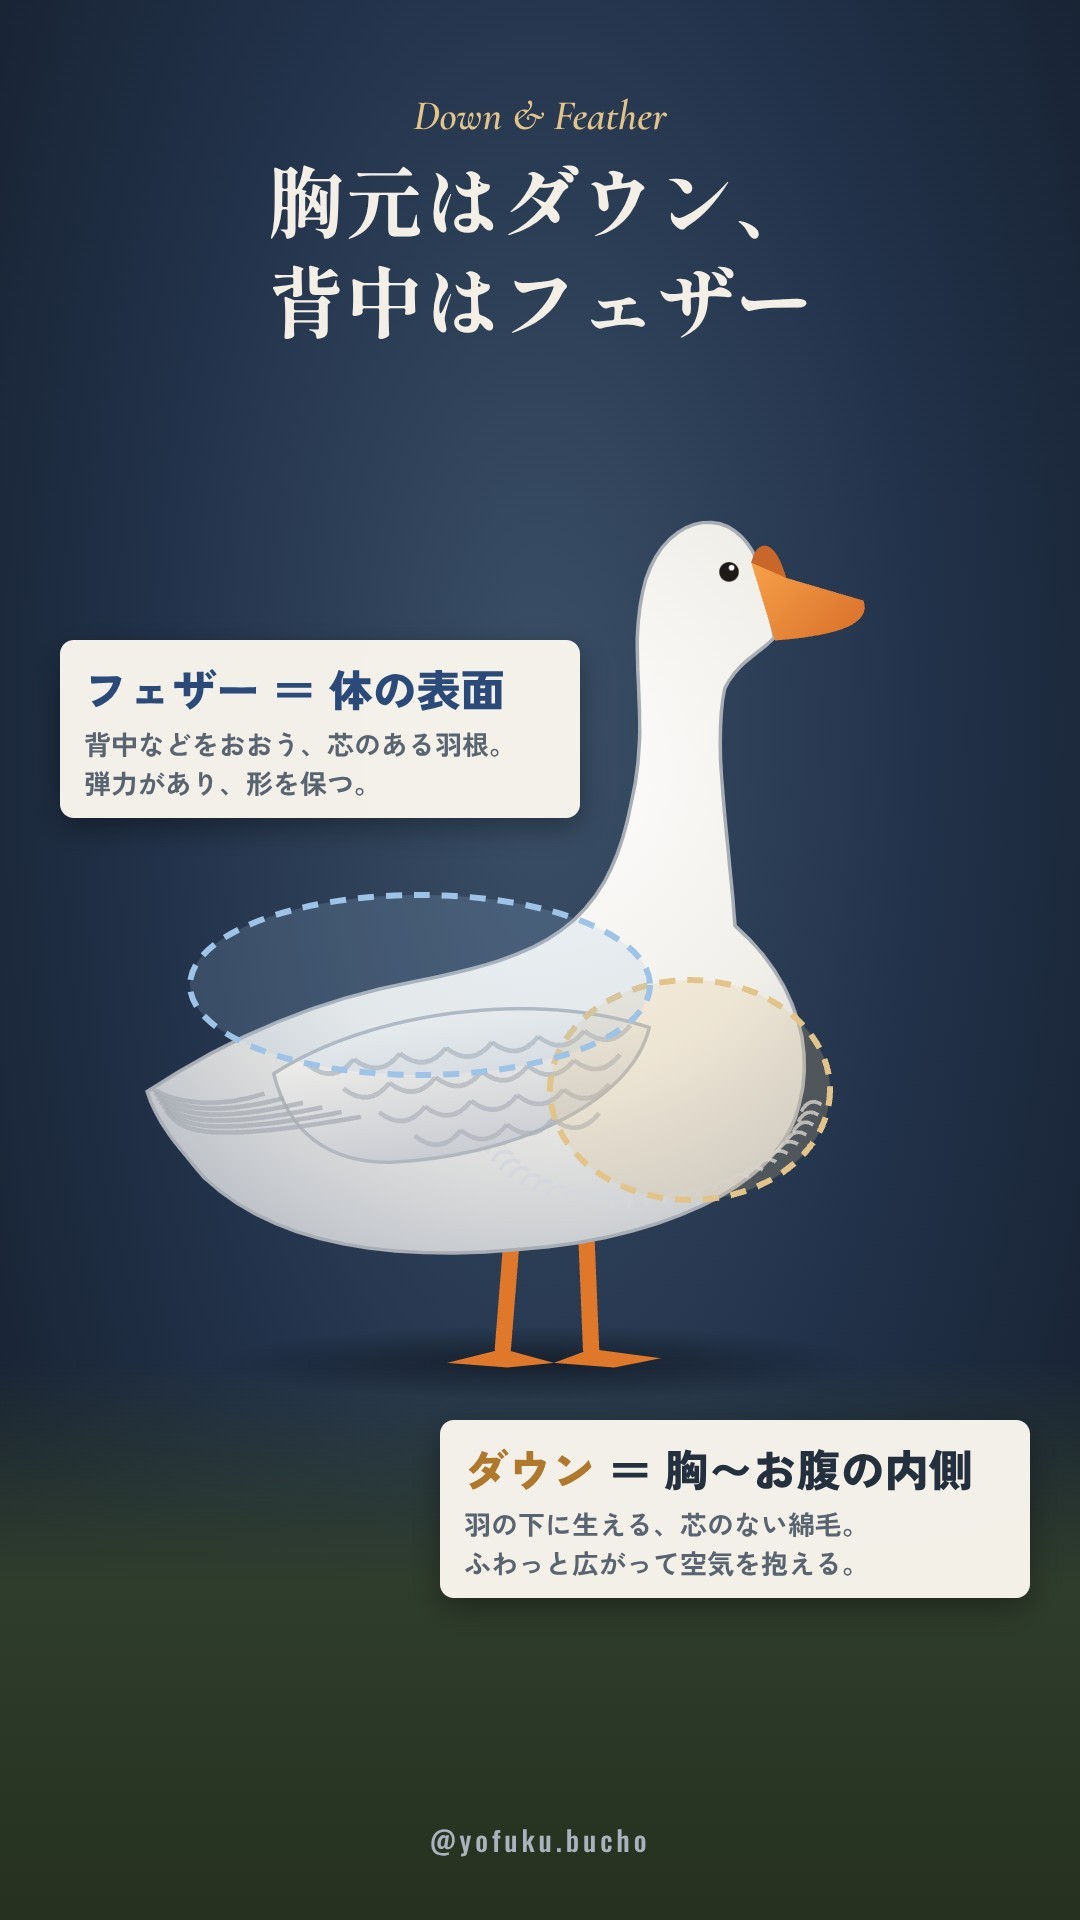 Down & Feather
胸元はダウン、
背中はフェザー
フェザー ＝ 体の表面
背中などをおおう、芯のある羽根。
弾力があり、形を保つ。
ダウン ＝ 胸〜お腹の内側
羽の下に生える、芯のない綿毛。
ふわっと広がって空気を抱える。
@yofuku.bucho